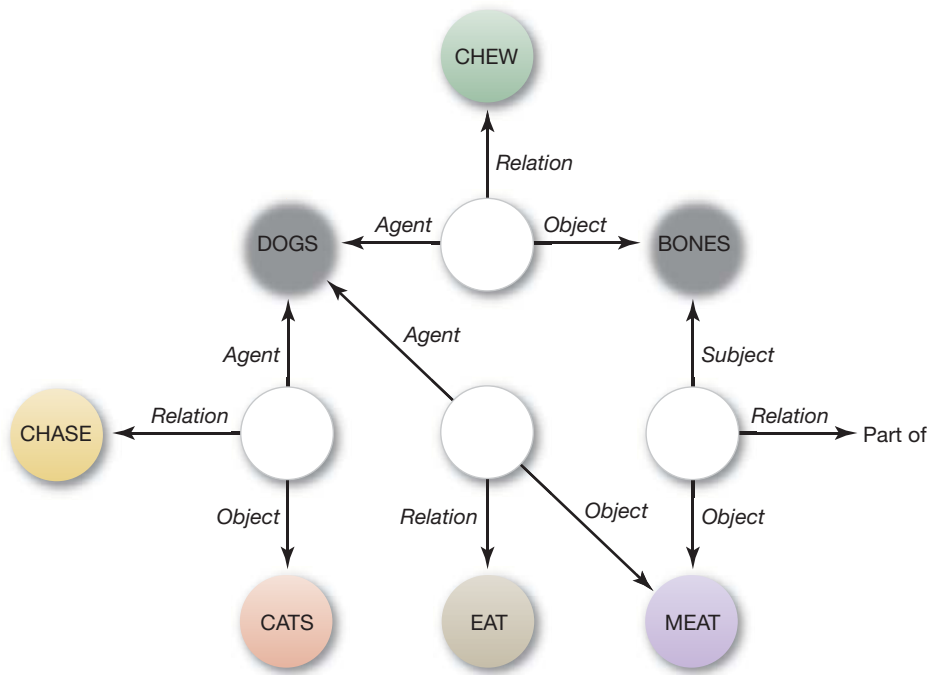 CHEW
Relation
DOGS
Agent
Object
BONES
Agent
Agent
Subject
CHASE
Relation
Relation
Part of
Object
Relation
Object
Object
CATS
EAT
MEAT